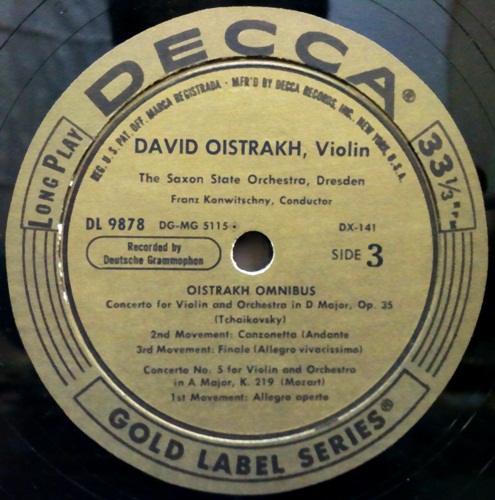 DECCA®
REG. U.S. PAT. OFF. MARCA REGISTRADA • MF'R'D BY DECCA RECORDS, INC., NEW YORK, U.S.A.
LONG PLAY
33 1/3 RPM
DAVID OISTRAKH, Violin
The Saxon State Orchestra, Dresden
Franz Konwitschny, Conductor
DL 9878 DG-MG 5115• DX-141
Recorded by
Deutsche Grammophon
SIDE 3
OISTRAKH OMNIBUS
Concerto for Violin and Orchestra in D Major, Op. 35
(Tchaikovsky)
2nd Movement: Canzonetta (Andante
3rd Movement: Finale (Allegro vivacissimo)
Concerto No. 5 for Violin and Orchestra
in A Major, K. 219 (Mozart)
1st Movement: Allegro aperto
GOLD LABEL SERIES®